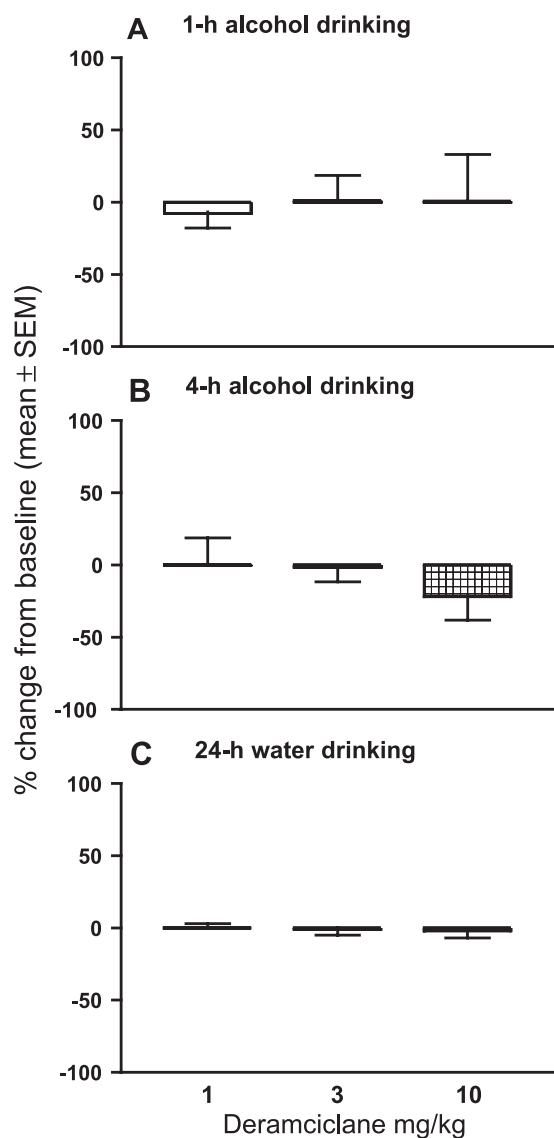 A 1-h alcohol drinking
100
50
0
-50
-100
B 4-h alcohol drinking
100
50
0
-50
-100
C 24-h water drinking
100
50
0
-50
-100
1 3 10
Deramciclane mg/kg
% change from baseline (mean ± SEM)